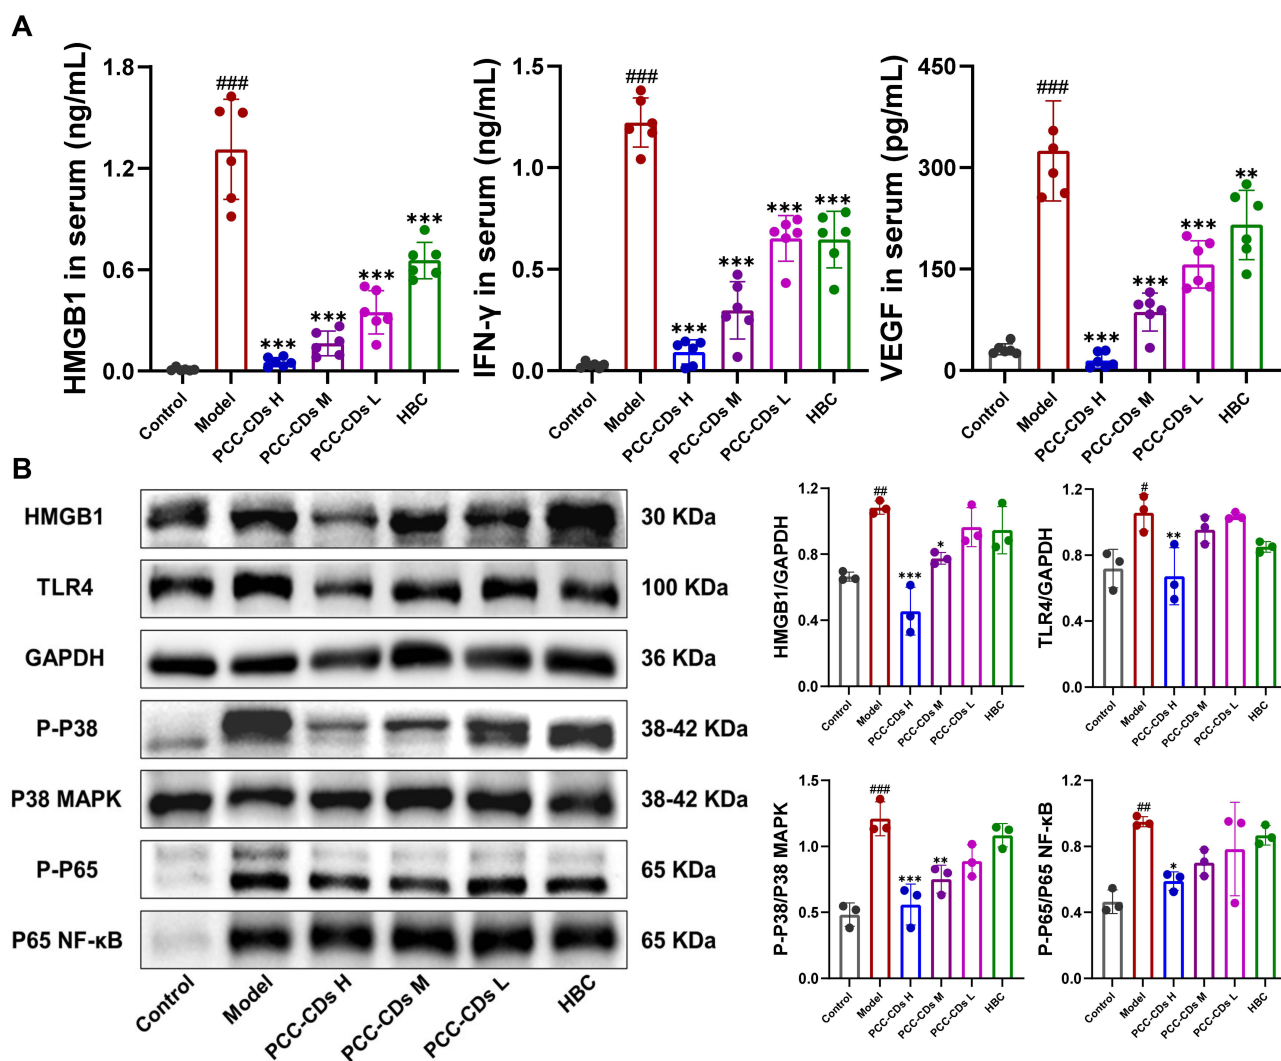 A
HMGB1 in serum (ng/mL)
1.8
1.2
0.6
0.0
###
***
***
***
***
Control
Model
PCC-CDs H
PCC-CDs M
PCC-CDs L
HBC
IFN-γ in serum (ng/mL)
1.5
1.0
0.5
0.0
###
***
***
***
***
Control
Model
PCC-CDs H
PCC-CDs M
PCC-CDs L
HBC
VEGF in serum (pg/mL)
450
300
150
0
###
***
***
***
**
Control
Model
PCC-CDs H
PCC-CDs M
PCC-CDs L
HBC
B
HMGB1 30 KDa
TLR4 100 KDa
GAPDH 36 KDa
P-P38 38-42 KDa
P38 MAPK 38-42 KDa
P-P65 65 KDa
P65 NF-κB 65 KDa
Control
Model
PCC-CDs H
PCC-CDs M
PCC-CDs L
HBC
HMGB1/GAPDH
1.2
0.8
0.4
0.0
##
***
*
Control
Model
PCC-CDs H
PCC-CDs M
PCC-CDs L
HBC
TLR4/GAPDH
1.2
0.8
0.4
0.0
#
**
Control
Model
PCC-CDs H
PCC-CDs M
PCC-CDs L
HBC
P-P38/P38 MAPK
1.5
1.0
0.5
0.0
###
***
**
Control
Model
PCC-CDs H
PCC-CDs M
PCC-CDs L
HBC
P-P65/P65 NF-κB
1.2
0.8
0.4
0.0
##
*
Control
Model
PCC-CDs H
PCC-CDs M
PCC-CDs L
HBC